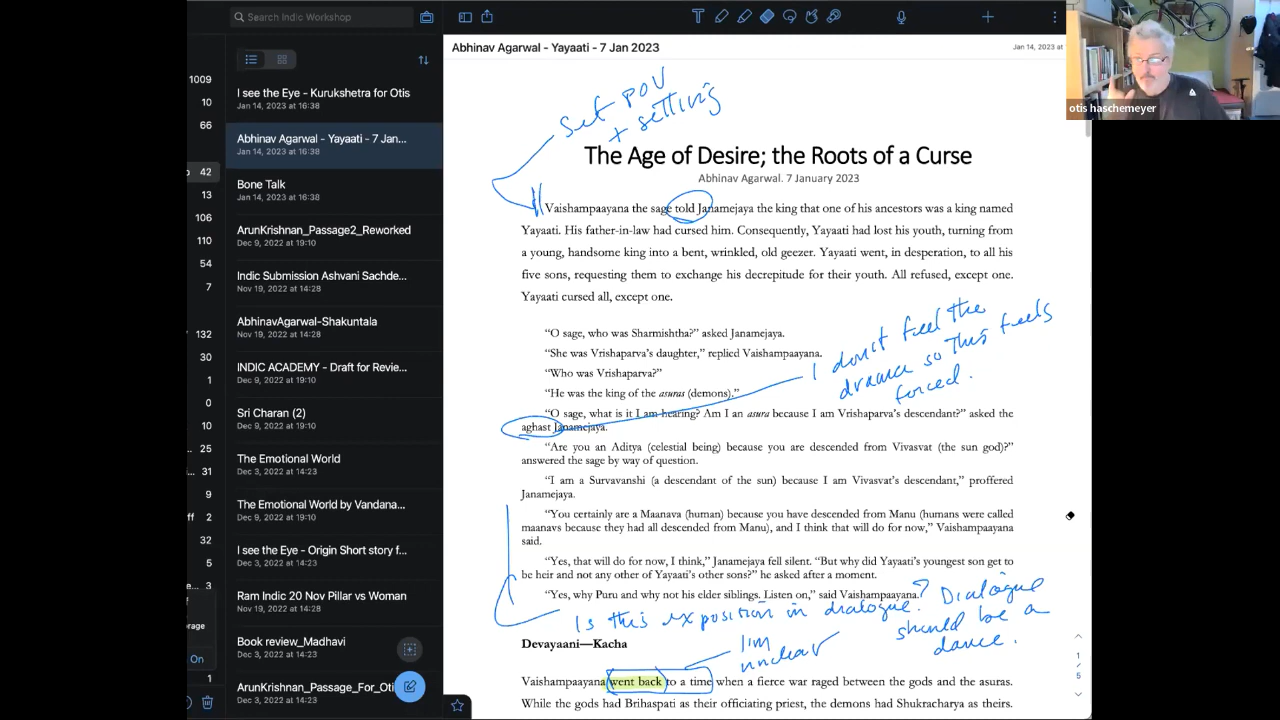 Search Indic Workshop
1009
10
66
42
13
106
110
54
7
132
30
1
0
10
25
31
9
2
32
5
3
On
1
I see the Eye - Kurukshetra for Otis
Jan 14, 2023 at 16:38
Abhinav Agarwal - Yayaati - 7 Jan...
Jan 14, 2023 at 16:38
Bone Talk
Jan 14, 2023 at 16:38
ArunKrishnan_Passage2_Reworked
Dec 9, 2022 at 19:10
Indic Submission Ashvani Sachde...
Nov 19, 2022 at 14:28
AbhinavAgarwal-Shakuntala
Nov 19, 2022 at 14:28
INDIC ACADEMY - Draft for Revie...
Nov 19, 2022 at 14:28
Sri Charan (2)
Dec 9, 2022 at 19:10
The Emotional World
Dec 3, 2022 at 14:23
The Emotional World by Vandana...
Dec 9, 2022 at 19:10
I see the Eye - Origin Short story f...
Dec 3, 2022 at 14:23
Ram Indic 20 Nov Pillar vs Woman
Dec 9, 2022 at 19:10
Book review_Madhavi
Dec 3, 2022 at 14:23
ArunKrishnan_Passage_For_Oti
Dec 3, 2022 at 14:23
Abhinav Agarwal - Yayaati - 7 Jan 2023
Jan 14, 2023
otis haschemeyer
Set POV
+ setting
The Age of Desire; the Roots of a Curse
Abhinav Agarwal. 7 January 2023
Vaishampaayana the sage told Janamejaya the king that one of his ancestors was a king named
Yayaati. His father-in-law had cursed him. Consequently, Yayaati had lost his youth, turning from
a young, handsome king into a bent, wrinkled, old geezer. Yayaati went, in desperation, to all his
five sons, requesting them to exchange his decrepitude for their youth. All refused, except one.
Yayaati cursed all, except one.
I don't feel the
drama so this feels
forced.
“O sage, who was Sharmishtha?” asked Janamejaya.
“She was Vrishaparva’s daughter,” replied Vaishampaayana.
“Who was Vrishaparva?”
“He was the king of the asuras (demons).”
“O sage, what is it I am hearing? Am I an asura because I am Vrishaparva’s descendant?” asked the
aghast Janamejaya.
“Are you an Aditya (celestial being) because you are descended from Vivasvat (the sun god)?”
answered the sage by way of question.
“I am a Survavanshi (a descendant of the sun) because I am Vivasvat’s descendant,” proffered
Janamejaya.
“You certainly are a Maanava (human) because you have descended from Manu (humans were called
maanavs because they had all descended from Manu), and I think that will do for now,” Vaishampaayana
said.
“Yes, that will do for now, I think,” Janamejaya fell silent. “But why did Yayaati’s youngest son get to
be heir and not any other of Yayaati’s other sons?” he asked after a moment.
“Yes, why Puru and why not his elder siblings. Listen on,” said Vaishampaayana.
Is this exposition in dialogue? Dialogue
should be a
dance.
Devayaani—Kacha
I'm
unclear
Vaishampaayana went back to a time when a fierce war raged between the gods and the asuras.
While the gods had Brihaspati as their officiating priest, the demons had Shukracharya as theirs.
1
5